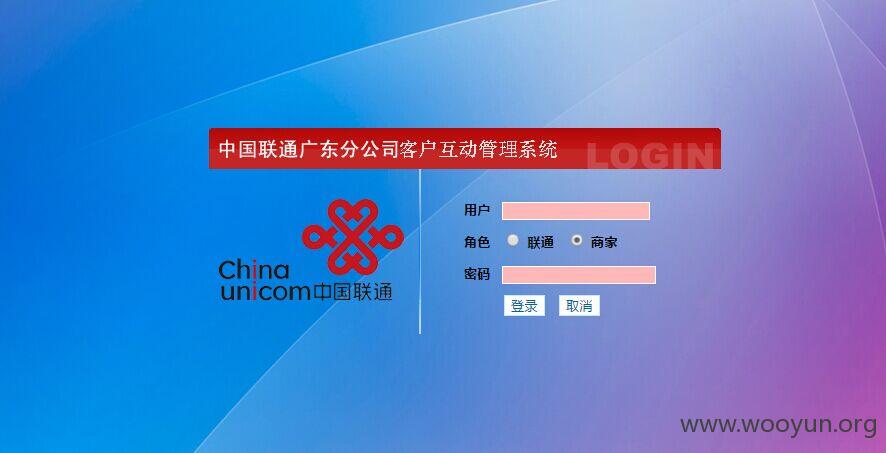 中国联通广东分公司客户互动管理系统 LOGIN
用户
角色 联通 商家
China
unicom中国联通
密码
登录 取消
www.wooyun.org